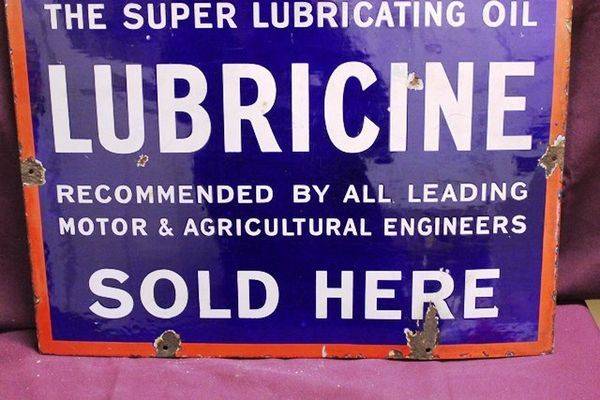 THE SUPER LUBRICATING OIL
LUBRICINE
RECOMMENDED BY ALL LEADING
MOTOR & AGRICULTURAL ENGINEERS
SOLD HERE